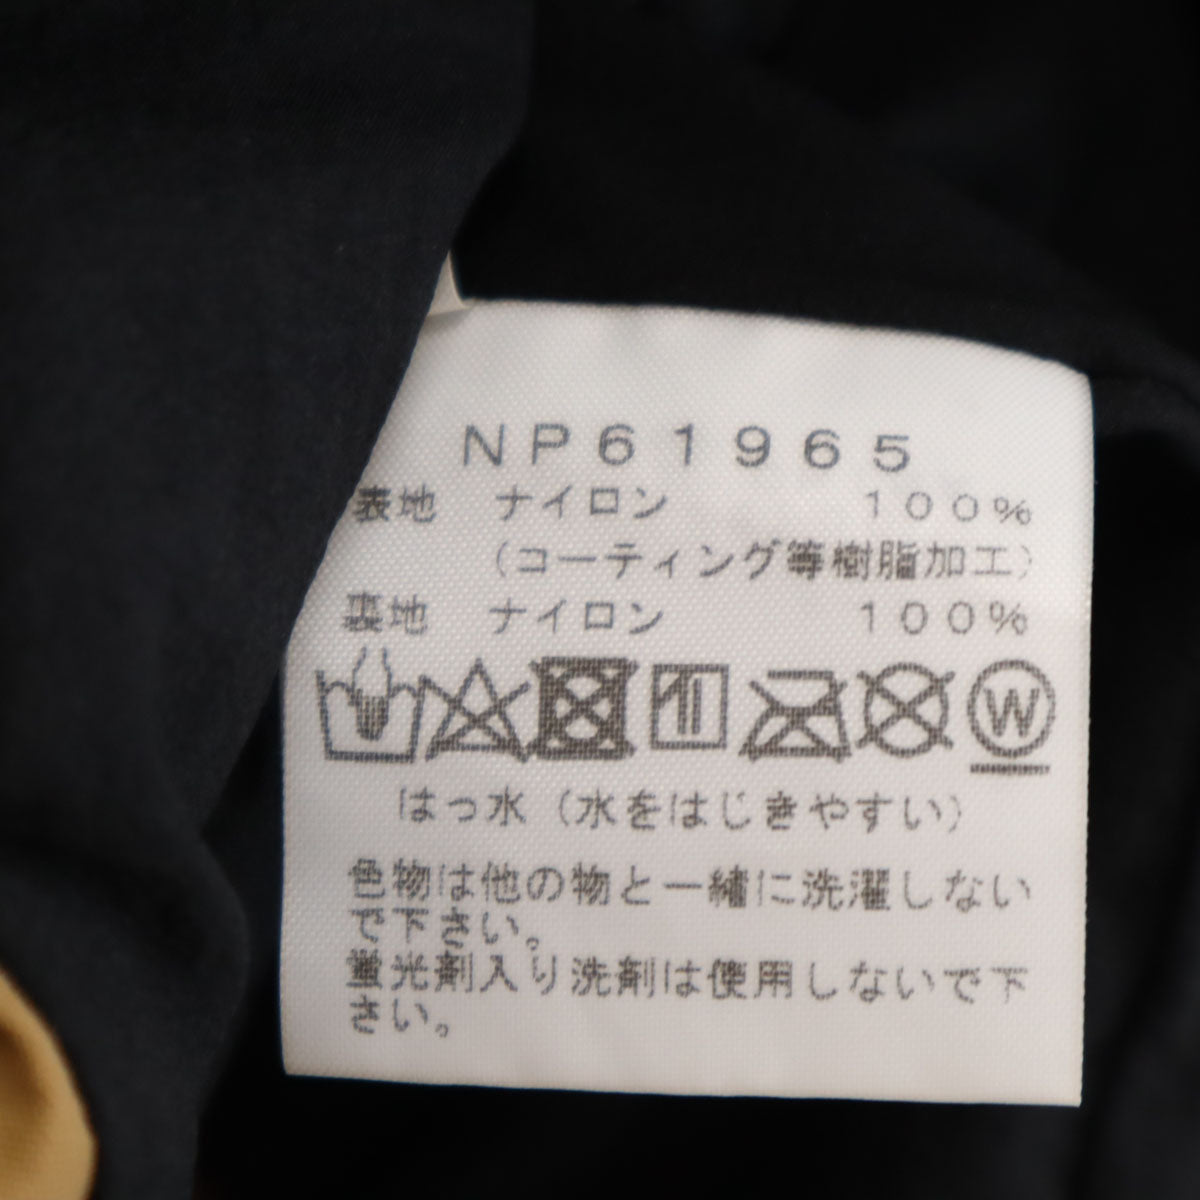 NP61965
表地 ナイロン 100%
(コーティング等樹脂加工)
裏地 ナイロン 100%
W
はっ水(水をはじきやすい)
色物は他の物と一緒に洗濯しない
で下さい。
蛍光剤入り洗剤は使用しないで下
さい。